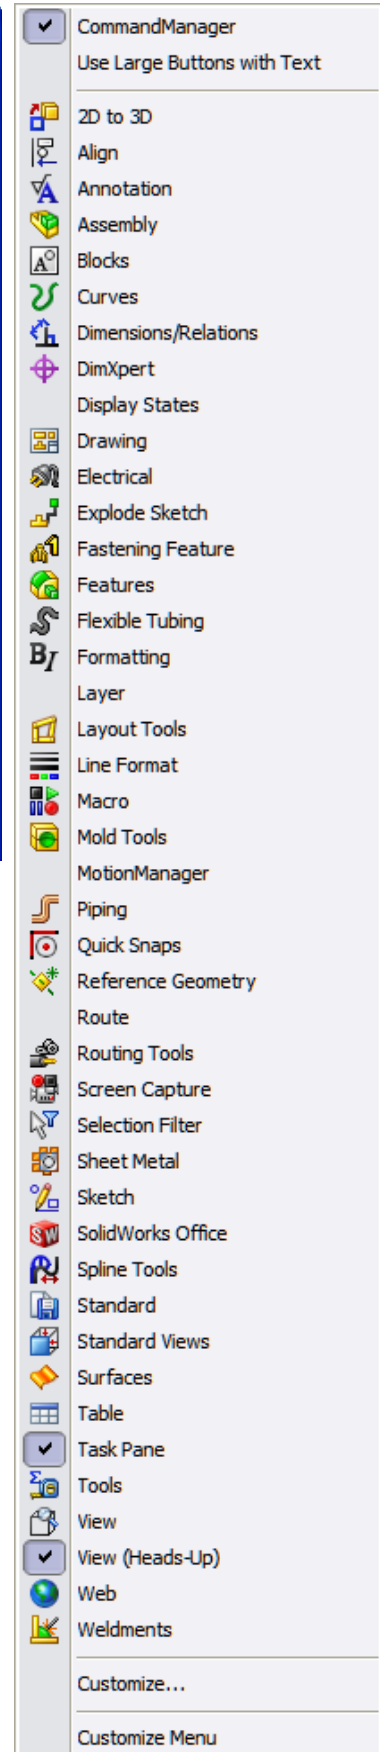 CommandManager
Use Large Buttons with Text
2D to 3D
Align
Annotation
Assembly
Blocks
Curves
Dimensions/Relations
DimXpert
Display States
Drawing
Electrical
Explode Sketch
Fastening Feature
Features
Flexible Tubing
Formatting
Layer
Layout Tools
Line Format
Macro
Mold Tools
MotionManager
Piping
Quick Snaps
Reference Geometry
Route
Routing Tools
Screen Capture
Selection Filter
Sheet Metal
Sketch
SolidWorks Office
Spline Tools
Standard
Standard Views
Surfaces
Table
Task Pane
Tools
View
View (Heads-Up)
Web
Weldments
Customize...
Customize Menu